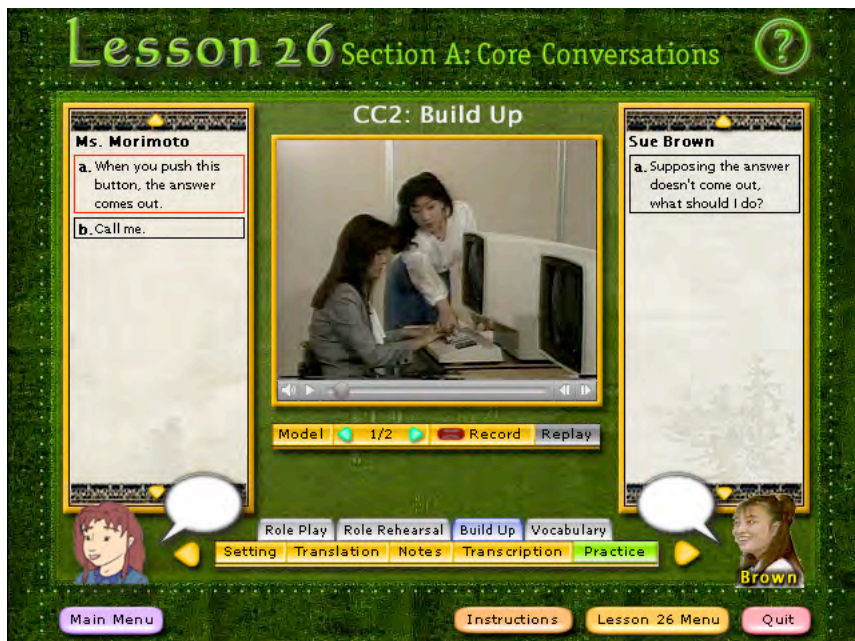 Lesson 26 Section A: Core Conversations ?
CC2: Build Up
Ms. Morimoto
a. When you push this
button, the answer
comes out.
b. Call me.
Sue Brown
a. Supposing the answer
doesn't come out,
what should I do?
Model 1/2 Record Replay
Role Play Role Rehearsal Build Up Vocabulary
Setting Translation Notes Transcription Practice
Brown
Main Menu Instructions Lesson 26 Menu Quit